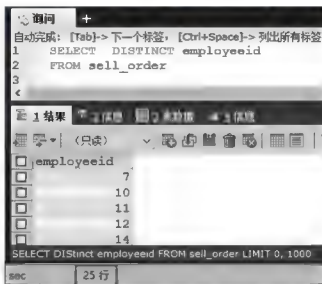 询问 +
自动完成: [Tab]-> 下一个标签, [Ctrl+Space]-> 列出所有标签
1 SELECT DISTINCT employeeid
2 FROM sell_order
3
1 结果
(只读)
employeeid
7
10
11
12
14
SELECT DIStinct employeeid FROM sell_order LIMIT 0, 1000
sec 25 行